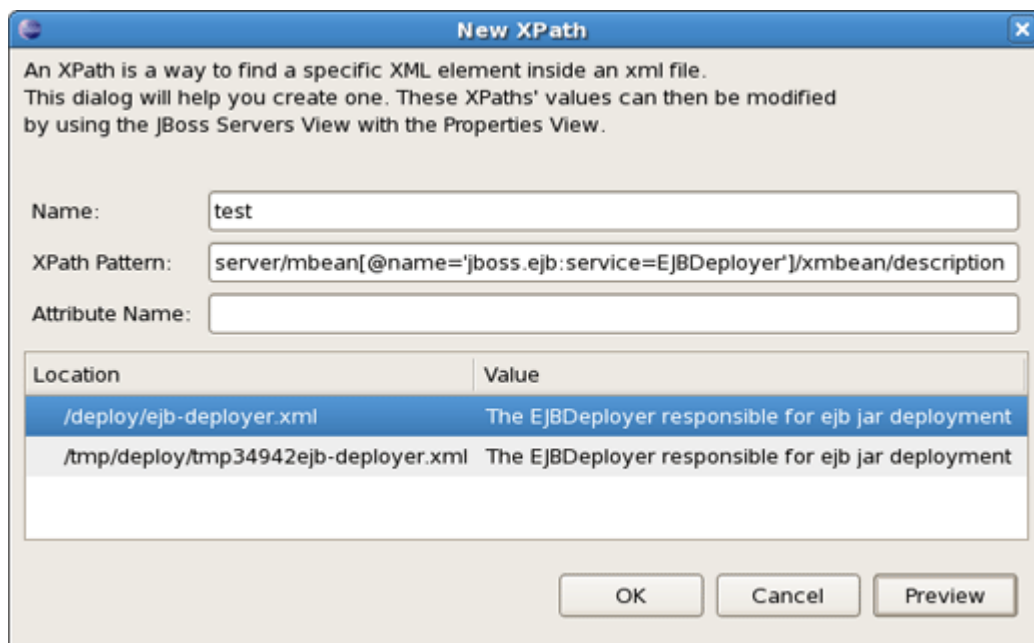 New XPath
An XPath is a way to find a specific XML element inside an xml file.
This dialog will help you create one. These XPaths' values can then be modified
by using the JBoss Servers View with the Properties View.
Name: test
XPath Pattern: server/mbean[@name='jboss.ejb:service=EJBDeployer']/xmbean/description
Attribute Name:
Location Value
/deploy/ejb-deployer.xml The EJBDeployer responsible for ejb jar deployment
/tmp/deploy/tmp34942ejb-deployer.xml The EJBDeployer responsible for ejb jar deployment
OK Cancel Preview